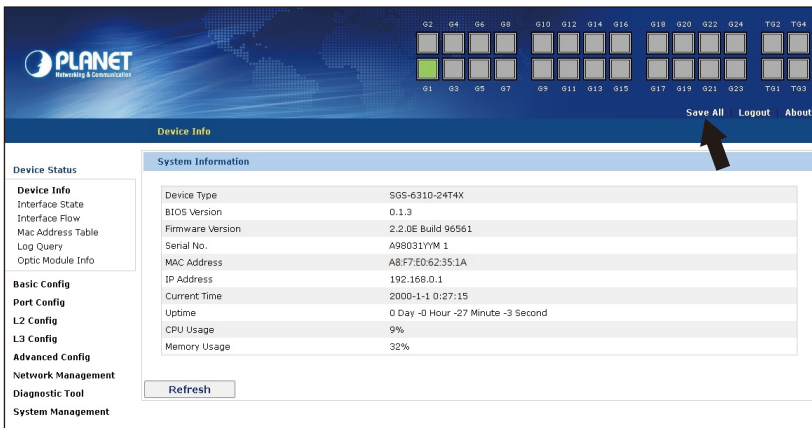 G2 G4 G6 G8 G10 G12 G14 G16 G18 G20 G22 G24 TG2 TG4
PLANET
Networking & Communication
G1 G3 G5 G7 G9 G11 G13 G15 G17 G19 G21 G23 TG1 TG3
Save All | Logout | About
Device Info
Device Status
Device Info
Interface State
Interface Flow
Mac Address Table
Log Query
Optic Module Info
Basic Config
Port Config
L2 Config
L3 Config
Advanced Config
Network Management
Diagnostic Tool
System Management
System Information
Device Type SGS-6310-24T4X
BIOS Version 0.1.3
Firmware Version 2.2.0E Build 96561
Serial No. A98031YYM 1
MAC Address A8:F7:E0:62:35:1A
IP Address 192.168.0.1
Current Time 2000-1-1 0:27:15
Uptime 0 Day -0 Hour -27 Minute -3 Second
CPU Usage 9%
Memory Usage 32%
Refresh